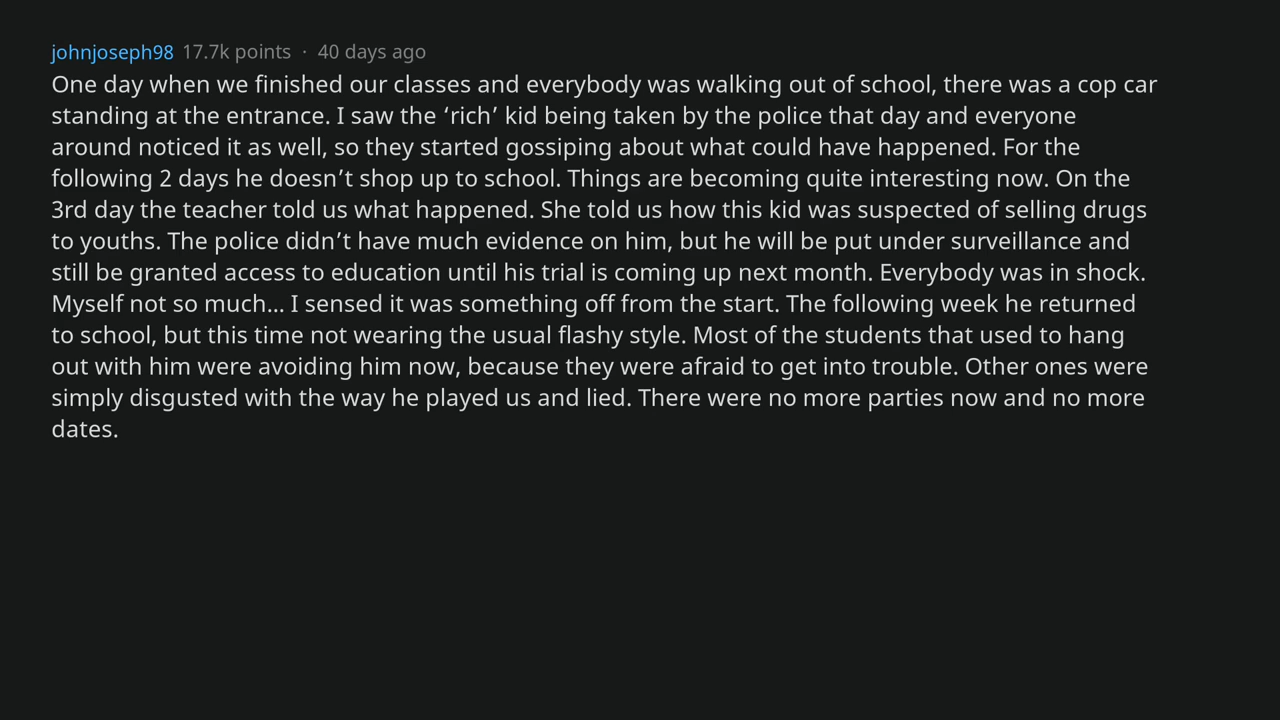 johnjoseph98 17.7k points · 40 days ago
One day when we finished our classes and everybody was walking out of school, there was a cop car
standing at the entrance. I saw the ‘rich’ kid being taken by the police that day and everyone
around noticed it as well, so they started gossiping about what could have happened. For the
following 2 days he doesn’t shop up to school. Things are becoming quite interesting now. On the
3rd day the teacher told us what happened. She told us how this kid was suspected of selling drugs
to youths. The police didn’t have much evidence on him, but he will be put under surveillance and
still be granted access to education until his trial is coming up next month. Everybody was in shock.
Myself not so much... I sensed it was something off from the start. The following week he returned
to school, but this time not wearing the usual flashy style. Most of the students that used to hang
out with him were avoiding him now, because they were afraid to get into trouble. Other ones were
simply disgusted with the way he played us and lied. There were no more parties now and no more
dates.